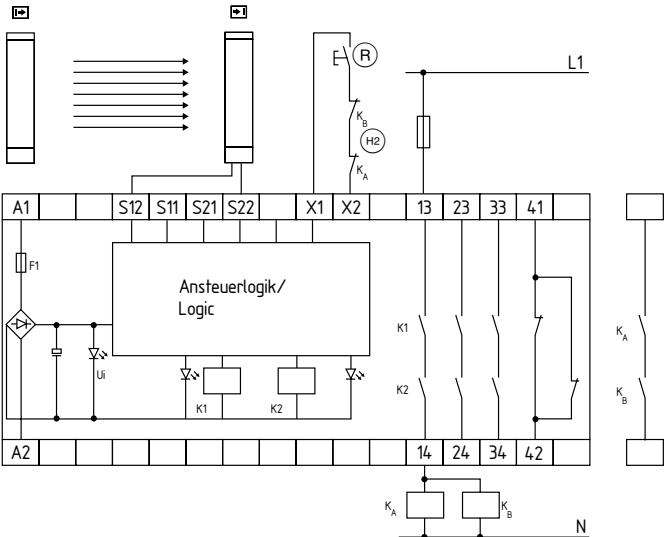 R
L1
K_B
H2
K_A
A1 S12 S11 S21 S22 X1 X2 13 23 33 41
F1
Ansteuerlogik/
Logic
K1
K_A
Ui
K2
K_B
K1 K2
A2 14 24 34 42
K_A K_B
N